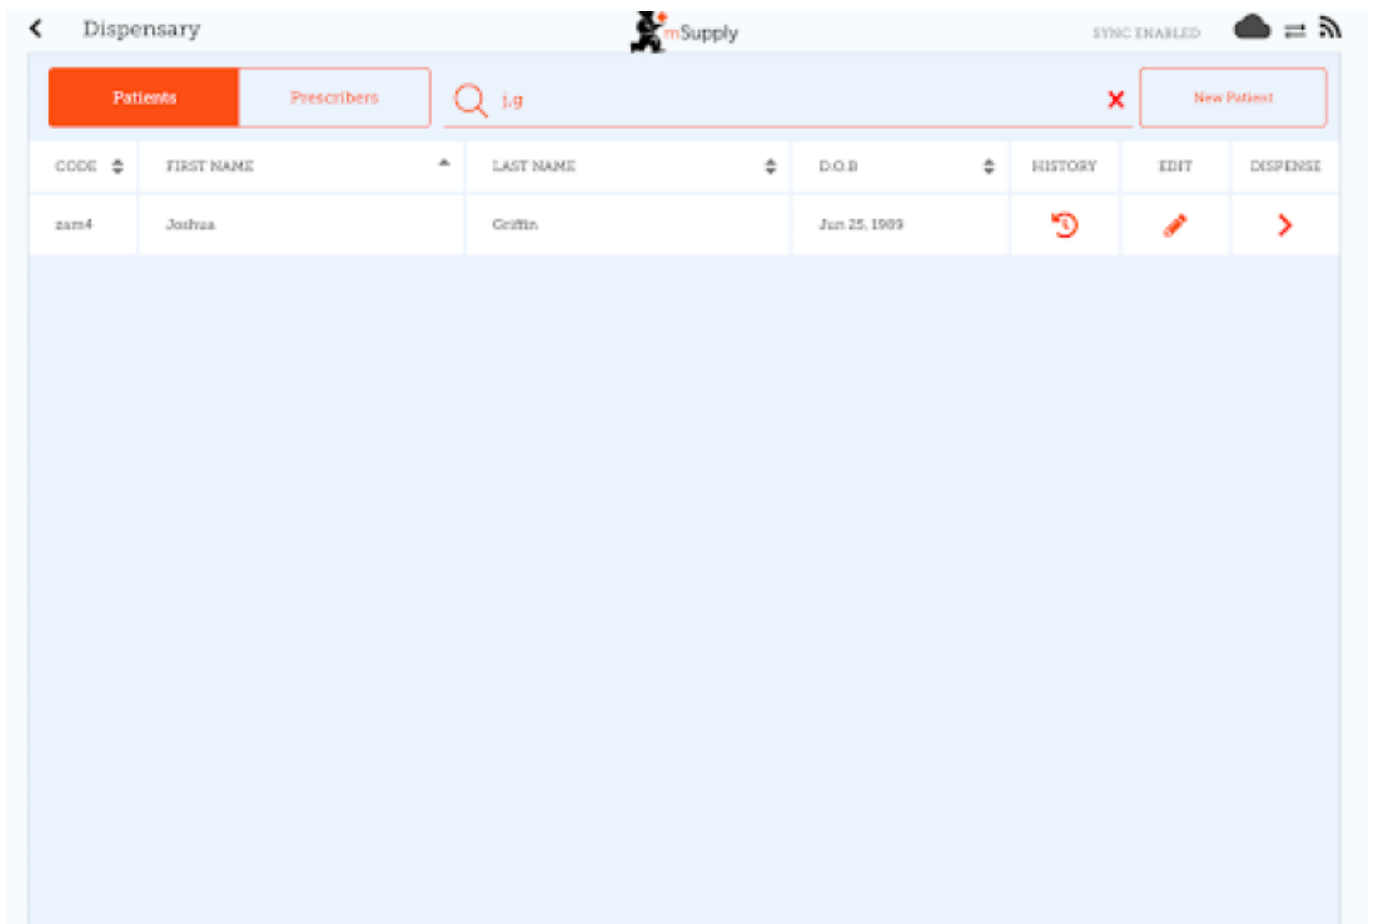 Dispensary
mSupply
SYNC ENABLED
Patients
Prescribers
j,g
New Patient
CODE
FIRST NAME
LAST NAME
D.O.B
HISTORY
EDIT
DISPENSE
zam4
Joshua
Griffin
Jun 25, 1989